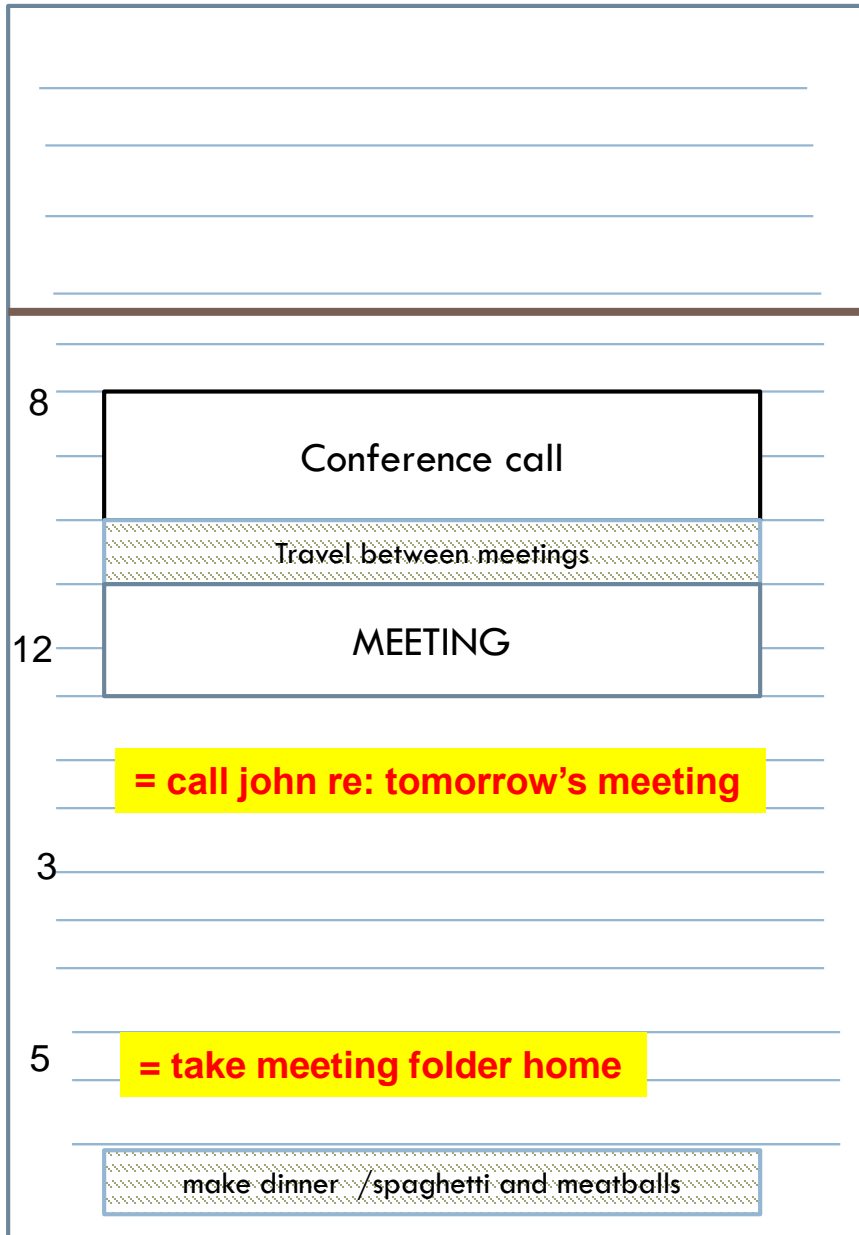 8
Conference call
Travel between meetings
12
MEETING
= call john re: tomorrow’s meeting
3
5
= take meeting folder home
make dinner /spaghetti and meatballs